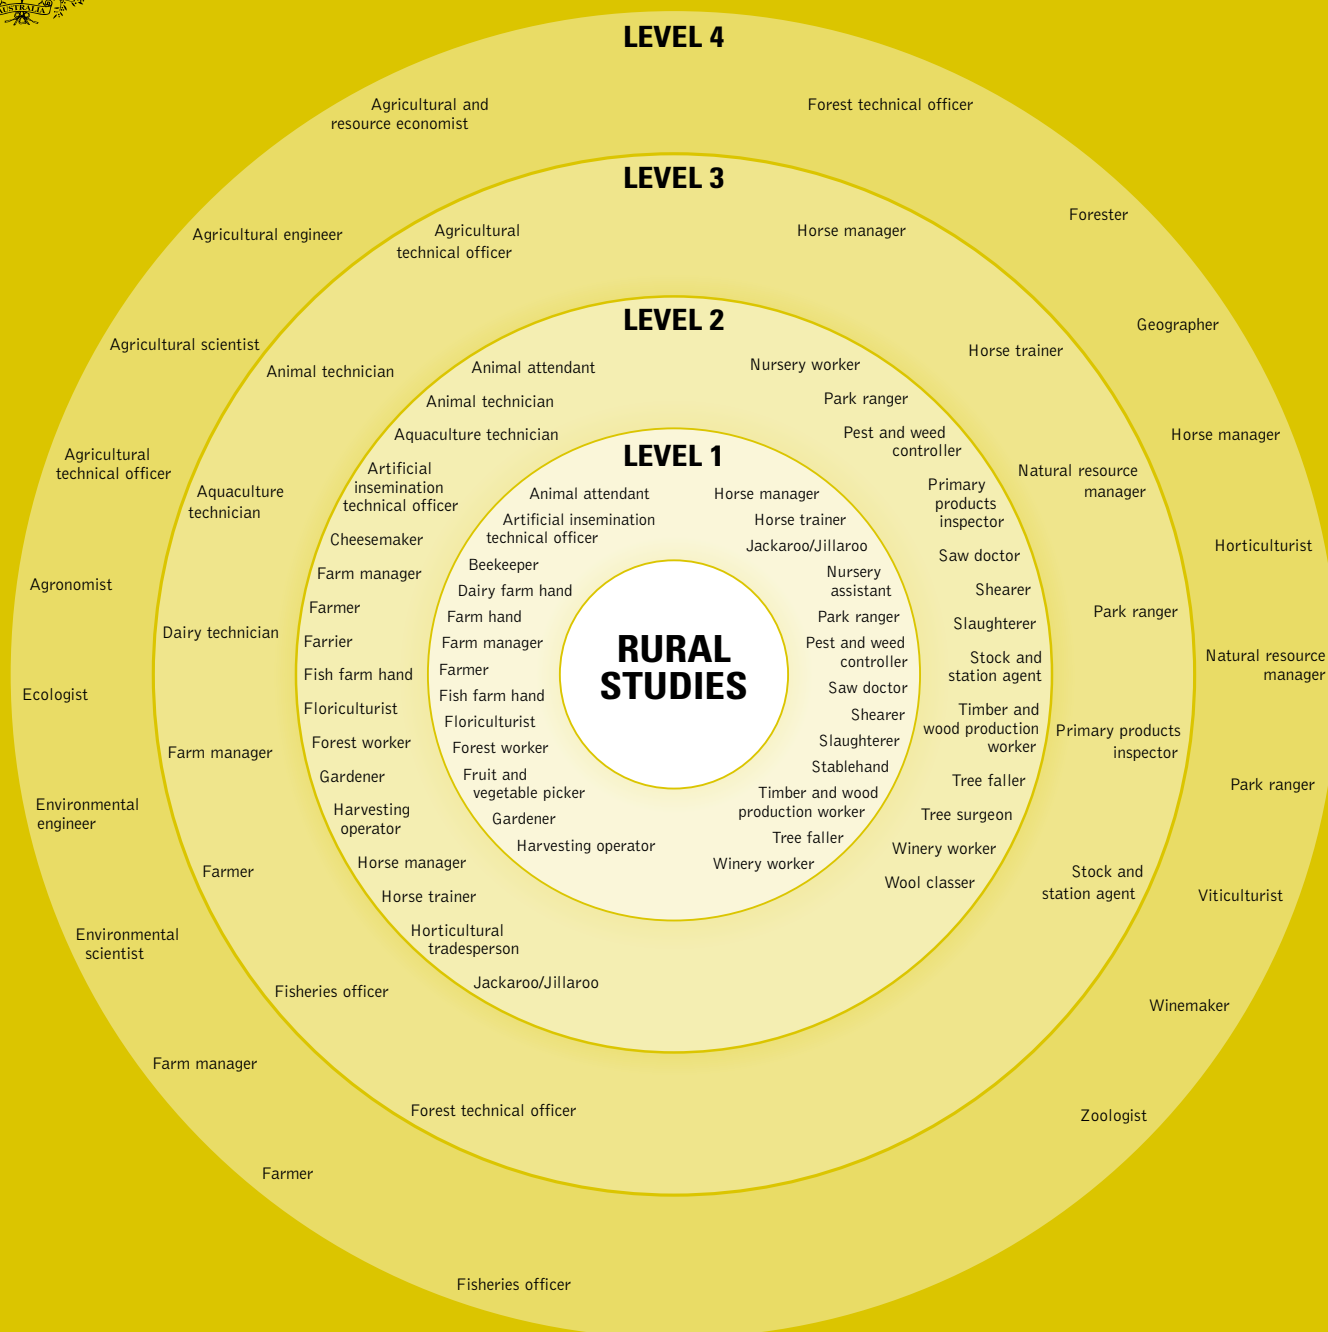 AUSTRALIA
LEVEL 4
Agricultural and
resource economist
Agricultural engineer
Agricultural scientist
Agricultural
technical officer
Agronomist
Ecologist
Environmental
engineer
Environmental
scientist
Farm manager
Farmer
Fisheries officer
Forest technical officer
Forester
Geographer
Horse manager
Horticulturist
Natural resource
manager
Park ranger
Viticulturist
Winemaker
Zoologist
LEVEL 3
Agricultural
technical officer
Animal technician
Aquaculture
technician
Dairy technician
Farm manager
Farmer
Fisheries officer
Forest technical officer
Horse manager
Horse trainer
Natural resource
manager
Park ranger
Primary products
inspector
Stock and
station agent
LEVEL 2
Animal attendant
Animal technician
Aquaculture technician
Artificial
insemination
technical officer
Cheesemaker
Farm manager
Farmer
Farrier
Fish farm hand
Floriculturist
Forest worker
Gardener
Harvesting
operator
Horse manager
Horse trainer
Horticultural
tradesperson
Jackaroo/Jillaroo
Nursery worker
Park ranger
Pest and weed
controller
Primary
products
inspector
Saw doctor
Shearer
Slaughterer
Stock and
station agent
Timber and
wood production
worker
Tree faller
Tree surgeon
Winery worker
Wool classer
LEVEL 1
Animal attendant
Artificial insemination
technical officer
Beekeeper
Dairy farm hand
Farm hand
Farm manager
Farmer
Fish farm hand
Floriculturist
Forest worker
Fruit and
vegetable picker
Gardener
Harvesting operator
Horse manager
Horse trainer
Jackaroo/Jillaroo
Nursery
assistant
Park ranger
Pest and weed
controller
Saw doctor
Shearer
Slaughterer
Stablehand
Timber and wood
production worker
Tree faller
Winery worker
RURAL
STUDIES